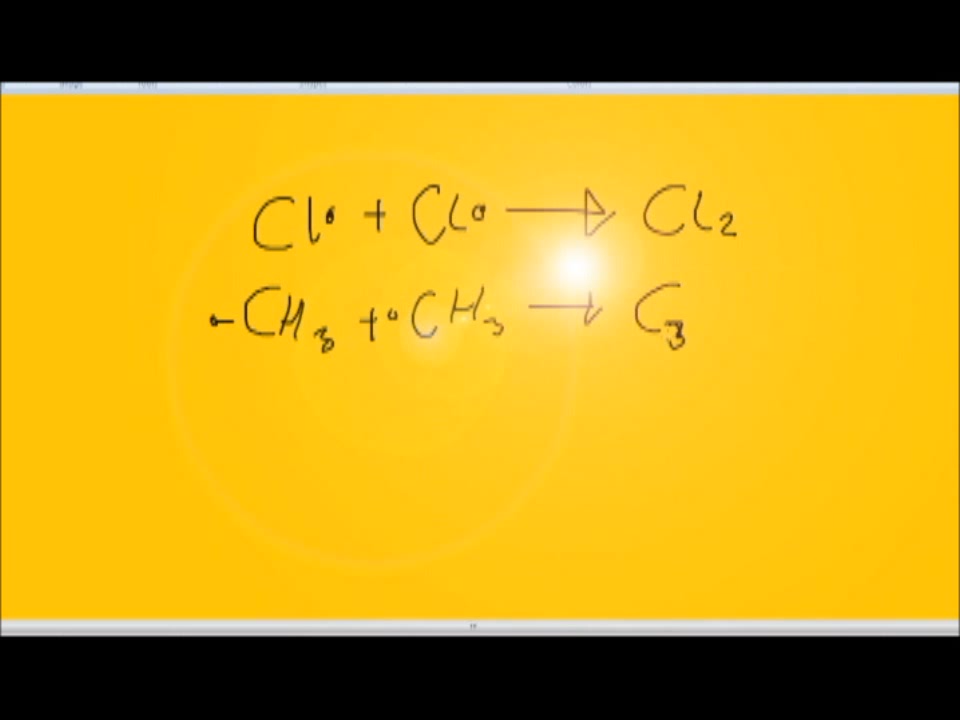 Cl• + Cl• → Cl₂
•CH₃ + •CH₃ → C₃